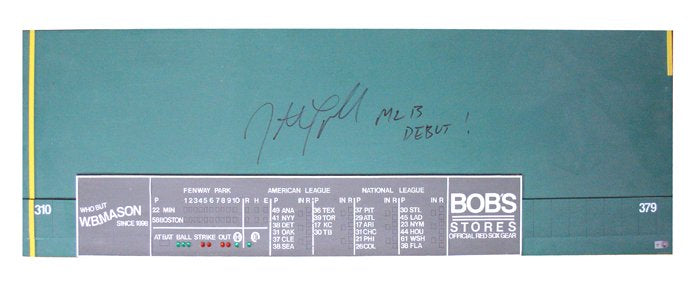 MLB
DEBUT!
310
379
WHO BUT
W.B.MASON
SINCE 1898
FENWAY PARK
P 1 2 3 4 5 6 7 8 9 10 R H E
22 MIN
58 BOSTON
AT BAT BALL STRIKE OUT H E
AMERICAN LEAGUE
P IN R P IN R
49 ANA 36 TEX
41 NYY 39 TOR
38 DET 17 KC
31 OAK 30 TB
37 CLE
36 SEA
NATIONAL LEAGUE
P IN R P IN R
37 PIT 30 STL
29 ATL 45 LAD
17 ARI 23 NYM
31 CHC 44 HOU
21 PHI 61 WSH
26 COL 38 FLA
BOB'S
STORES
OFFICIAL RED SOX GEAR